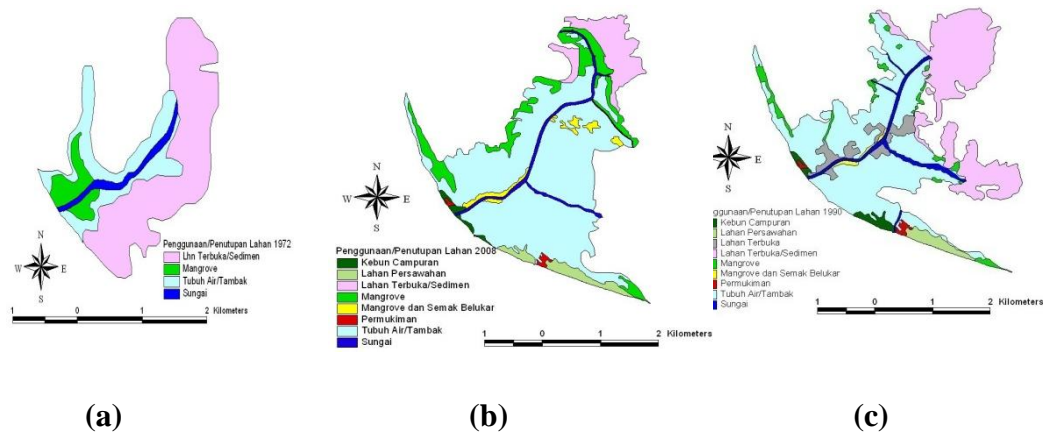 N
W E
S
Penggunaan/Penutupan Lahan 1972
Lhn Terbuka/Sedimen
Mangrove
Tubuh Air/Tambak
Sungai
1 0 1 2 Kilometers
(a)
N
W E
S
Penggunaan/Penutupan Lahan 2008
Kebun Campuran
Lahan Persawahan
Lahan Terbuka/Sedimen
Mangrove
Mangrove dan Semak Belukar
Permukiman
Tubuh Air/Tambak
Sungai
1 0 1 2 Kilometers
(b)
N
E
S
ggunaan/Penutupan Lahan 1990
Kebun Campuran
Lahan Persawahan
Lahan Terbuka
Lahan Terbuka/Sedimen
Mangrove
Mangrove dan Semak Belukar
Permukiman
Tubuh Air/Tambak
Sungai
1 0 1 2 Kilometers
(c)